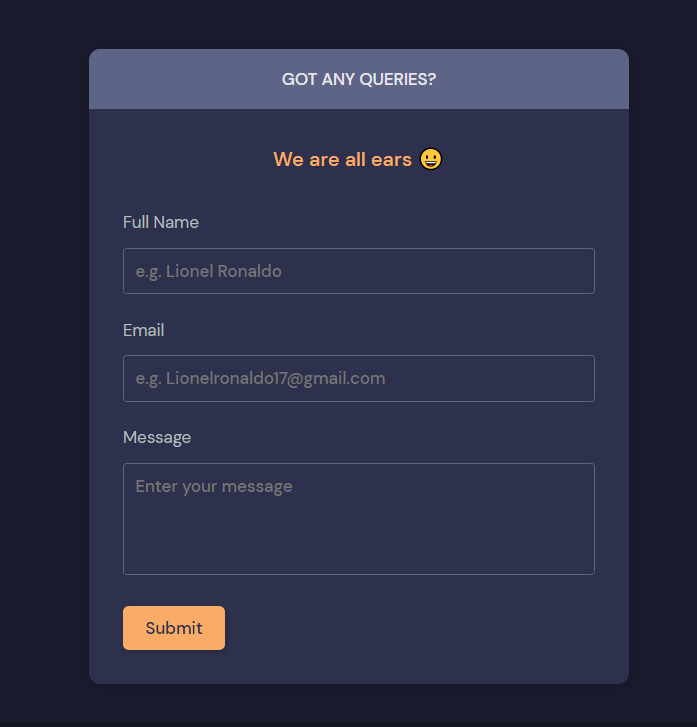 GOT ANY QUERIES?
We are all ears 😀
Full Name
e.g. Lionel Ronaldo
Email
e.g. Lionelronaldo17@gmail.com
Message
Enter your message
Submit